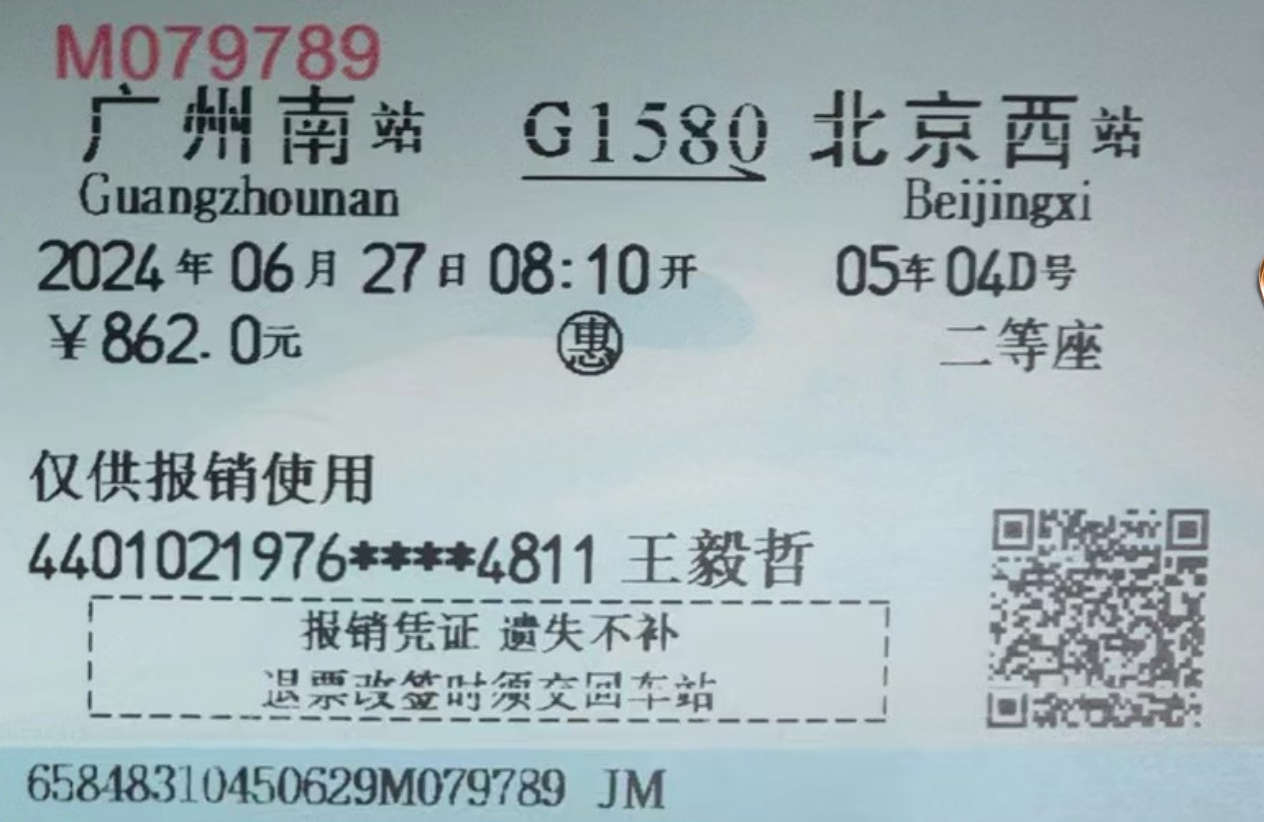 M079789
广州南站 G1580 北京西站
Guangzhounan Beijingxi
2024年06月27日08:10开 05车04D号
¥862.0元 惠 二等座
仅供报销使用
4401021976****4811 王毅哲
报销凭证 遗失不补
退票改签时须交回车站
65848310450629M079789 JM